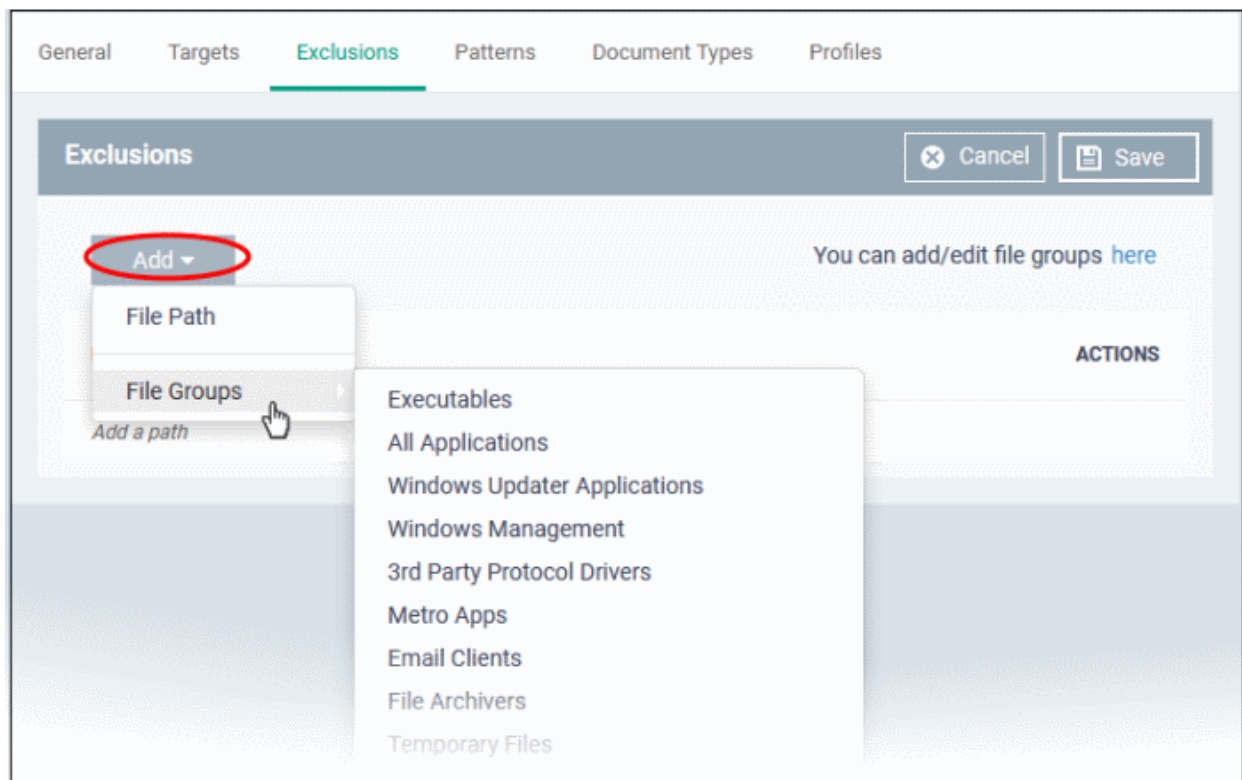 General Targets Exclusions Patterns Document Types Profiles
Exclusions Cancel Save
Add You can add/edit file groups here
File Path
ACTIONS
File Groups
Add a path
Executables
All Applications
Windows Updater Applications
Windows Management
3rd Party Protocol Drivers
Metro Apps
Email Clients
File Archivers
Temporary Files